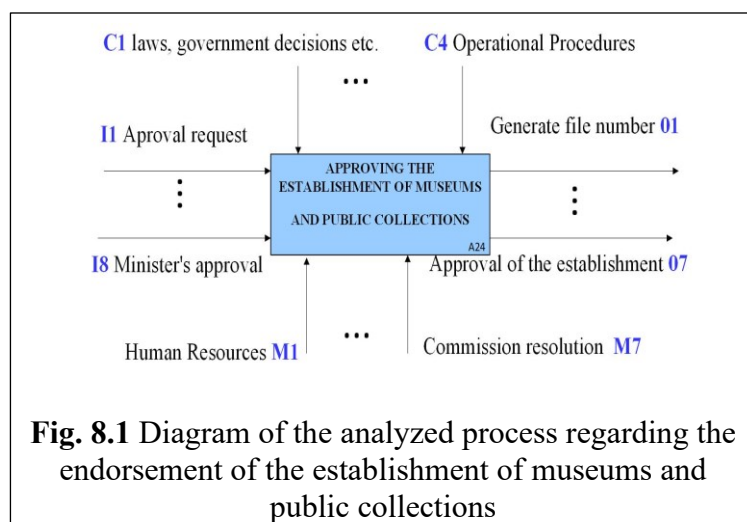 C1 laws, government decisions etc.
C4 Operational Procedures
...
I1 Aproval request
Generate file number 01
APPROVING THE
ESTABLISHMENT OF MUSEUMS
AND PUBLIC COLLECTIONS
A24
I8 Minister's approval
Approval of the establishment 07
...
Human Resources M1
Commission resolution M7
Fig. 8.1 Diagram of the analyzed process regarding the
endorsement of the establishment of museums and
public collections